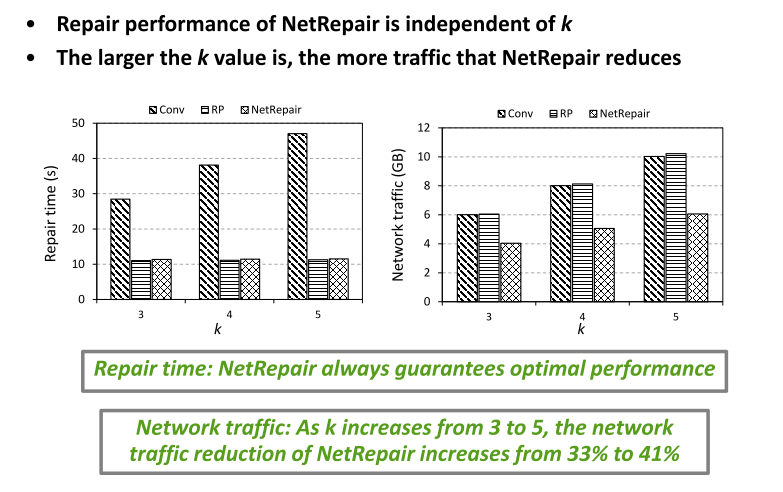 • Repair performance of NetRepair is independent of k
• The larger the k value is, the more traffic that NetRepair reduces
Conv RP NetRepair
50
40
30
20
10
0
Repair time (s)
3 4 5
k
Conv RP NetRepair
12
10
8
6
4
2
0
Network traffic (GB)
3 4 5
k
Repair time: NetRepair always guarantees optimal performance
Network traffic: As k increases from 3 to 5, the network
traffic reduction of NetRepair increases from 33% to 41%